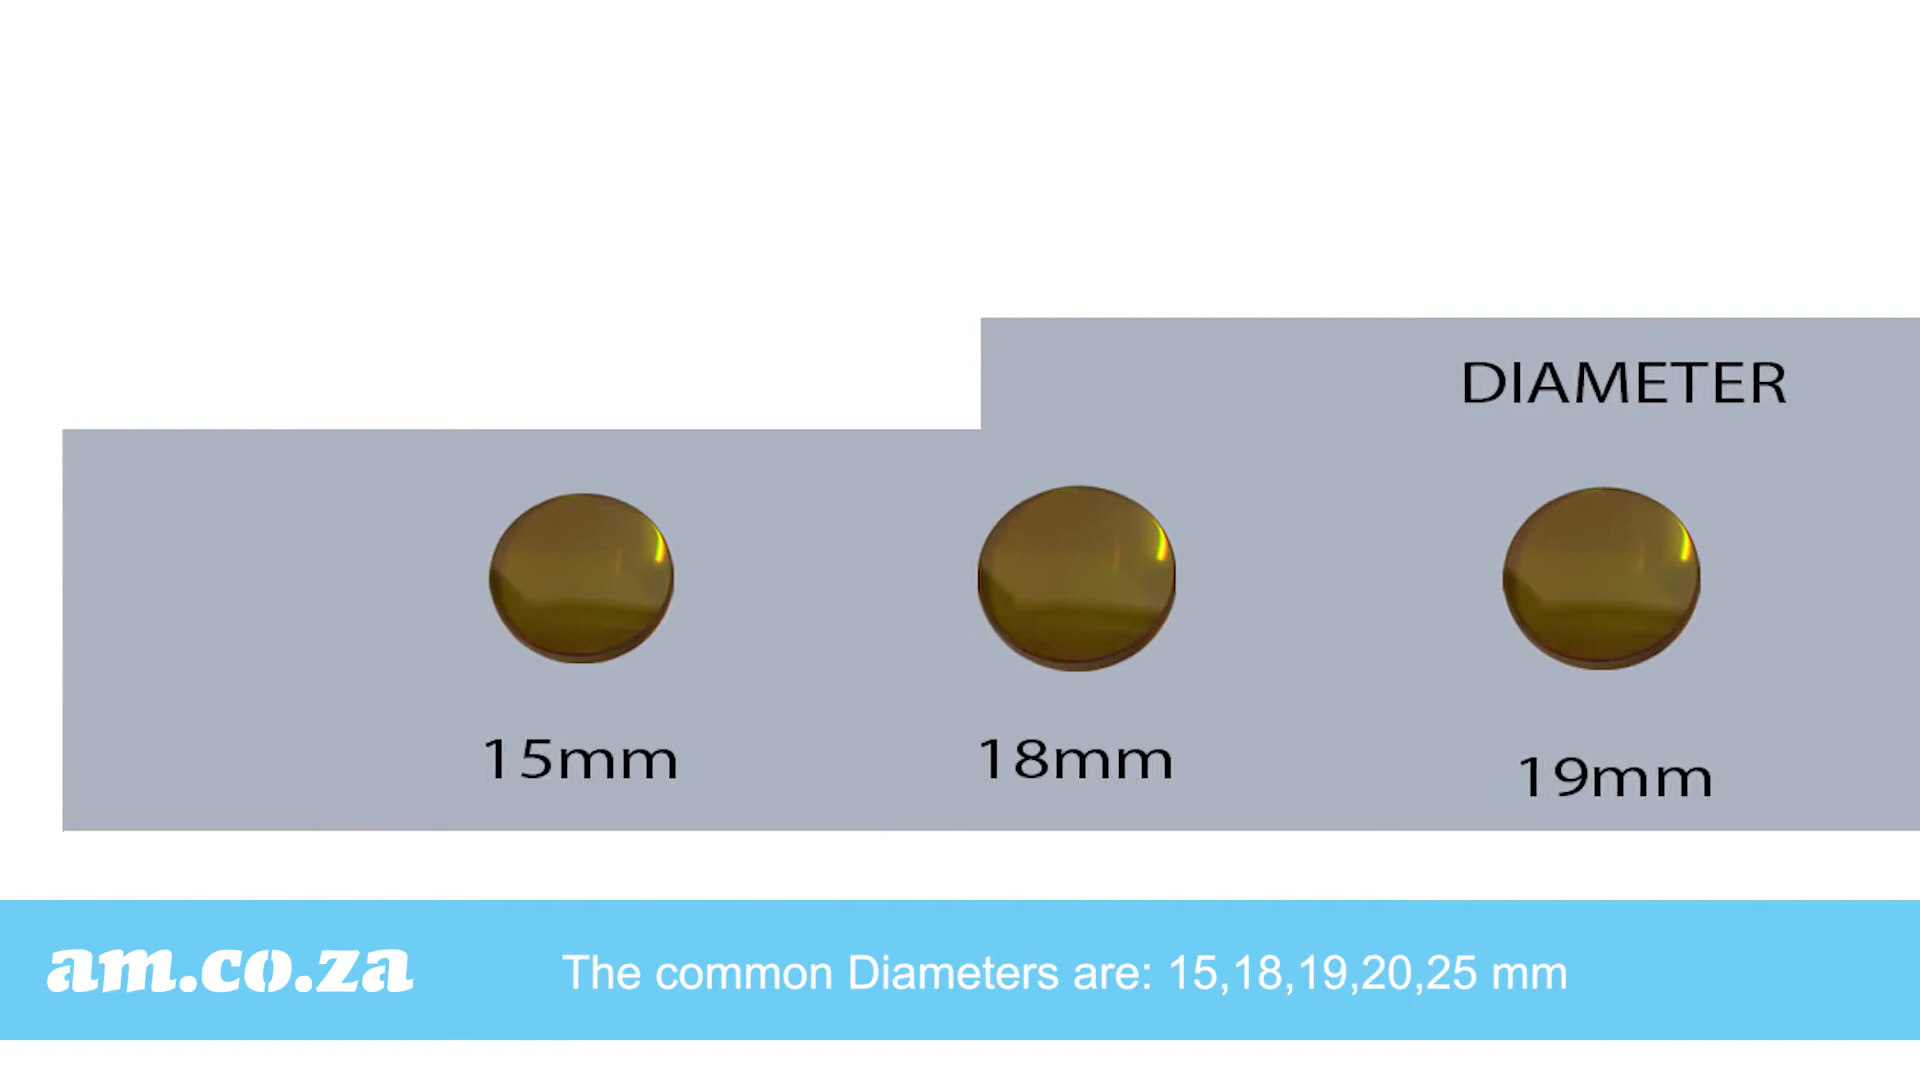 DIAMETER
15mm
18mm
19mm
am.co.za
The common Diameters are: 15,18,19,20,25 mm